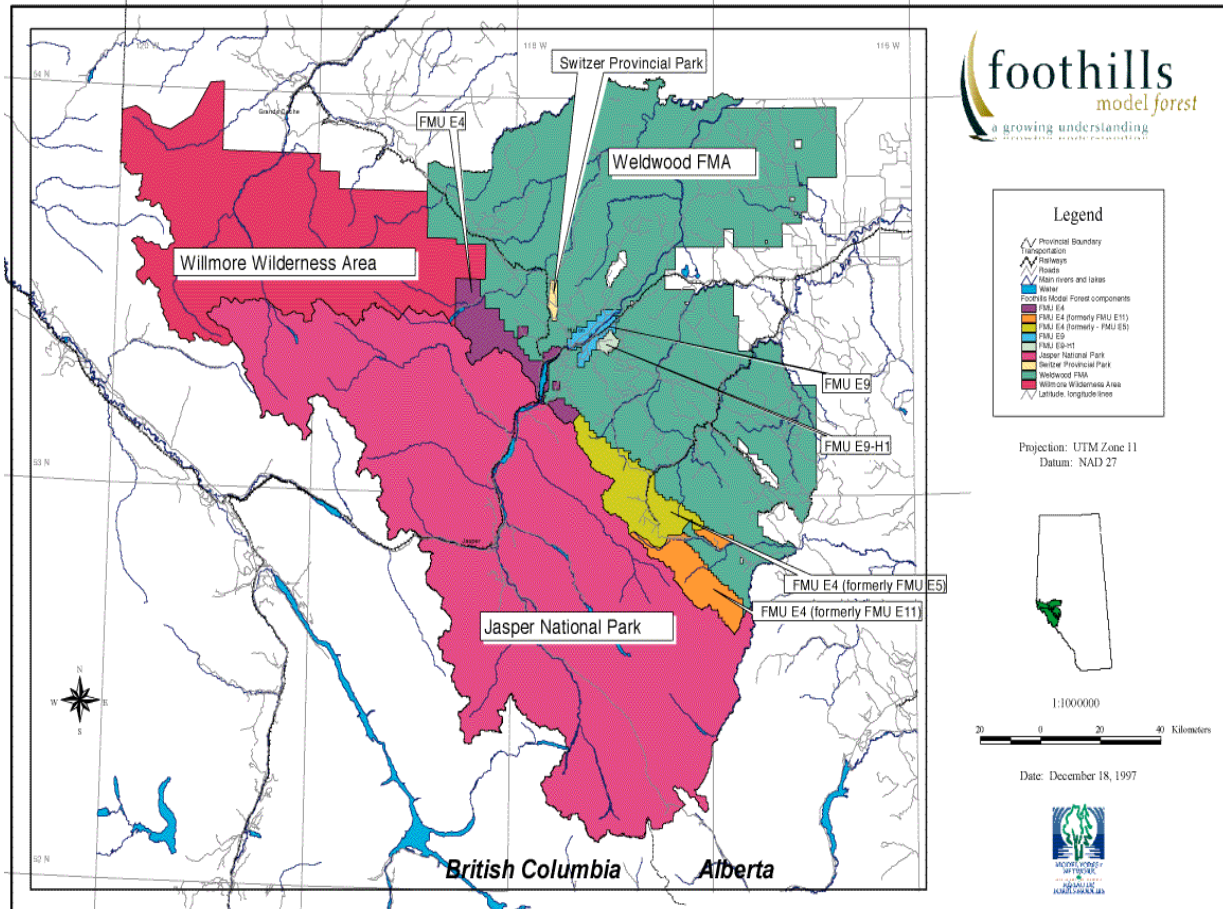 120 W
118 W
116 W
54 N
Switzer Provincial Park
Grande Cache
FMU E4
Weldwood FMA
Willmore Wilderness Area
FMU E9
FMU E9-H1
53 N
Jasper
FMU E4 (formerly FMU E5)
FMU E4 (formerly FMU E11)
Jasper National Park
N
W E
S
52 N
British Columbia
Alberta
foothills
model forest
a growing understanding
Legend
Provincial Boundary
Transportation
Railways
Roads
Main rivers and lakes
Water
Foothills Model Forest components
FMU E4
FMU E4 (formerly FMU E11)
FMU E4 (formerly - FMU E5)
FMU E9
FMU E9-H1
Jasper National Park
Switzer Provincial Park
Weldwood FMA
Willmore Wilderness Area
Latitude, longitude lines
Projection: UTM Zone 11
Datum: NAD 27
1:1000000
20 0 20 40 Kilometers
Date: December 18, 1997